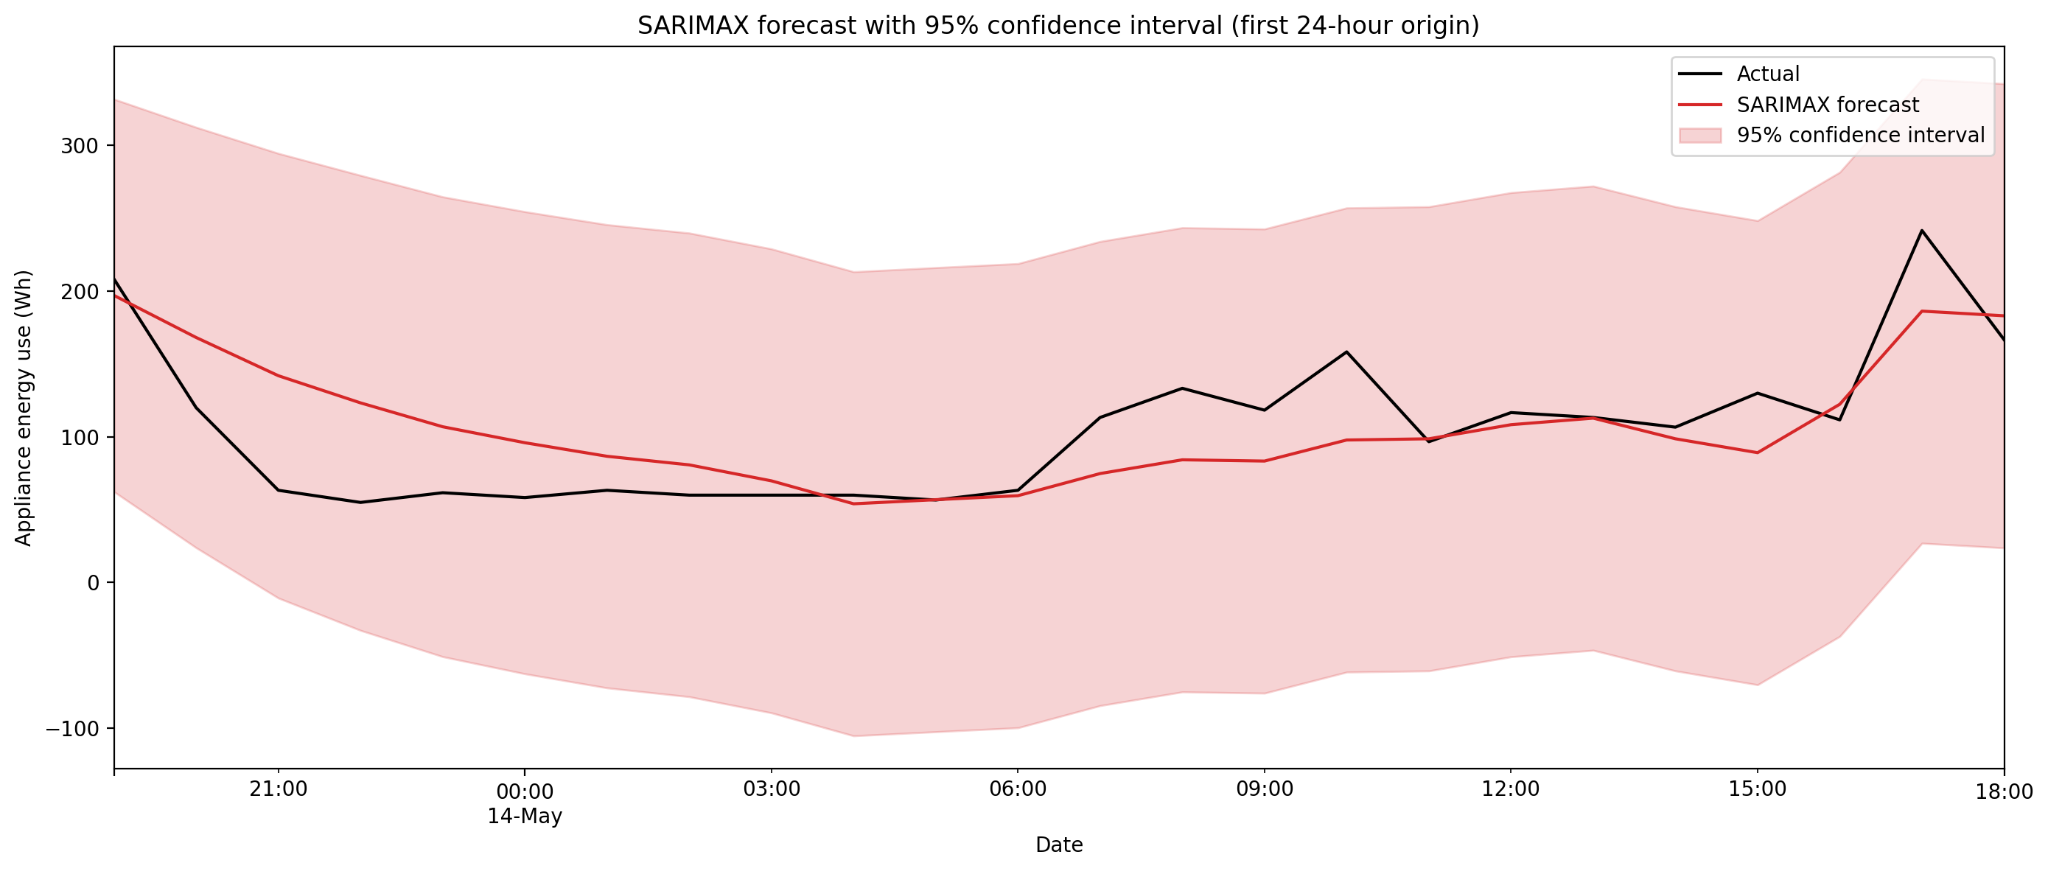 SARIMAX forecast with 95% confidence interval (first 24-hour origin)
Actual
SARIMAX forecast
95% confidence interval
Appliance energy use (Wh)
300
200
100
0
−100
21:00
00:00
14-May
03:00
06:00
09:00
12:00
15:00
18:00
Date